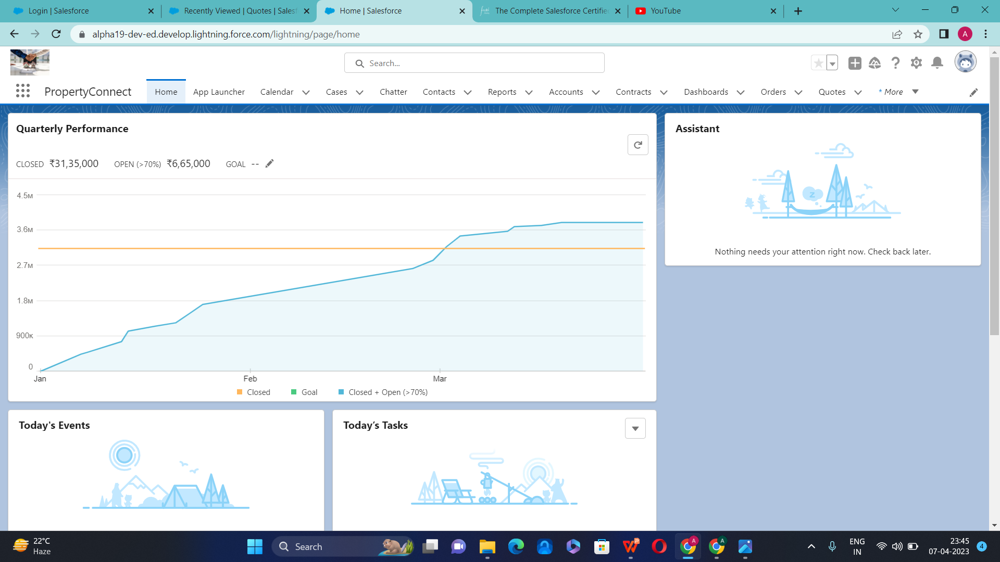 Login | Salesforce
Recently Viewed | Quotes | Salesf
Home | Salesforce
The Complete Salesforce Certifie
YouTube
alpha19-dev-ed.develop.lightning.force.com/lightning/page/home
A
Search...
PropertyConnect
Home
App Launcher
Calendar
Cases
Chatter
Contacts
Reports
Accounts
Contracts
Dashboards
Orders
Quotes
* More
Quarterly Performance
CLOSED ₹31,35,000 OPEN (>70%) ₹6,65,000 GOAL --
4.5M
3.6M
2.7M
1.8M
900K
0
Jan
Feb
Mar
Closed
Goal
Closed + Open (>70%)
Assistant
z
Nothing needs your attention right now. Check back later.
Today's Events
Today’s Tasks
22°C
Haze
Search
A
A
ENG
IN
23:45
07-04-2023
4